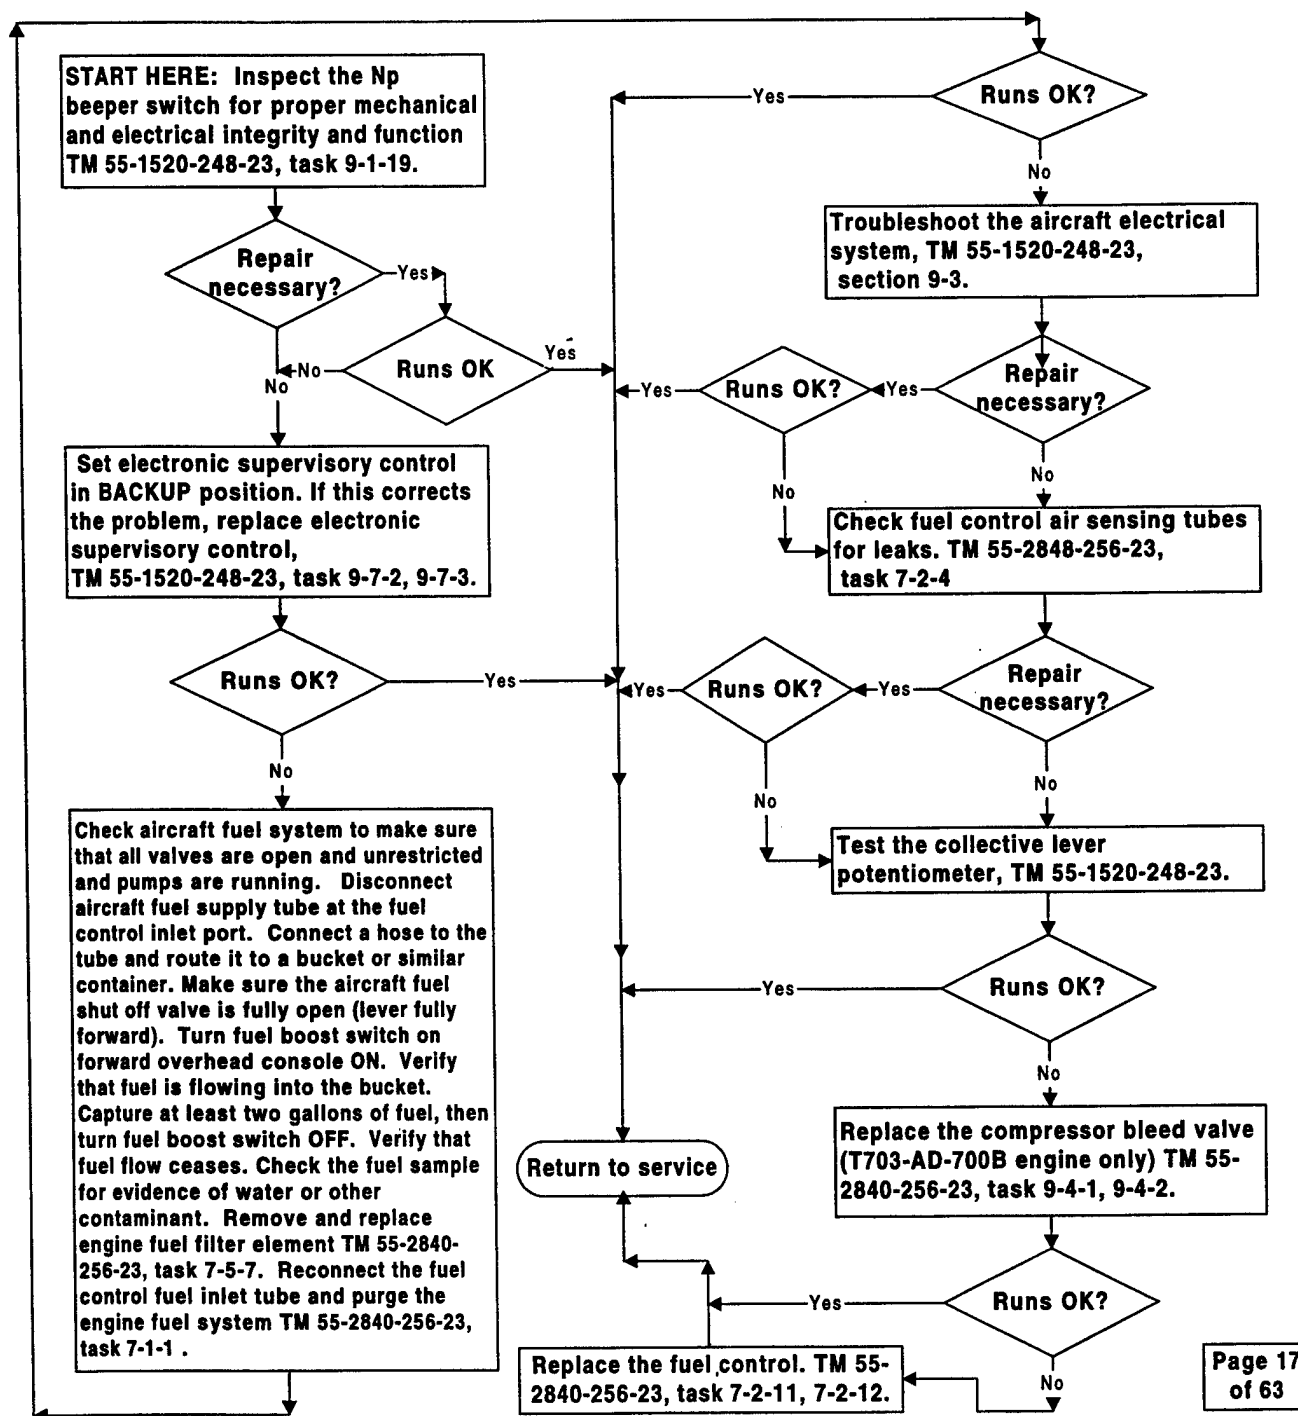 START HERE: Inspect the Np
beeper switch for proper mechanical
and electrical integrity and function
TM 55-1520-248-23, task 9-1-19.
Repair
necessary?
Yes
Runs OK
Yes
No
No
Set electronic supervisory control
in BACKUP position. If this corrects
the problem, replace electronic
supervisory control,
TM 55-1520-248-23, task 9-7-2, 9-7-3.
Runs OK?
Yes
No
Check aircraft fuel system to make sure
that all valves are open and unrestricted
and pumps are running. Disconnect
aircraft fuel supply tube at the fuel
control inlet port. Connect a hose to the
tube and route it to a bucket or similar
container. Make sure the aircraft fuel
shut off valve is fully open (lever fully
forward). Turn fuel boost switch on
forward overhead console ON. Verify
that fuel is flowing into the bucket.
Capture at least two gallons of fuel, then
turn fuel boost switch OFF. Verify that
fuel flow ceases. Check the fuel sample
for evidence of water or other
contaminant. Remove and replace
engine fuel filter element TM 55-2840-
256-23, task 7-5-7. Reconnect the fuel
control fuel inlet tube and purge the
engine fuel system TM 55-2840-256-23,
task 7-1-1 .
Runs OK?
Yes
No
Troubleshoot the aircraft electrical
system, TM 55-1520-248-23,
section 9-3.
Repair
necessary?
Yes
Runs OK?
Yes
No
No
Check fuel control air sensing tubes
for leaks. TM 55-2848-256-23,
task 7-2-4
Repair
necessary?
Yes
Runs OK?
Yes
No
No
Test the collective lever
potentiometer, TM 55-1520-248-23.
Runs OK?
Yes
No
Replace the compressor bleed valve
(T703-AD-700B engine only) TM 55-
2840-256-23, task 9-4-1, 9-4-2.
Runs OK?
Yes
No
Replace the fuel control. TM 55-
2840-256-23, task 7-2-11, 7-2-12.
Return to service
Page 17
of 63